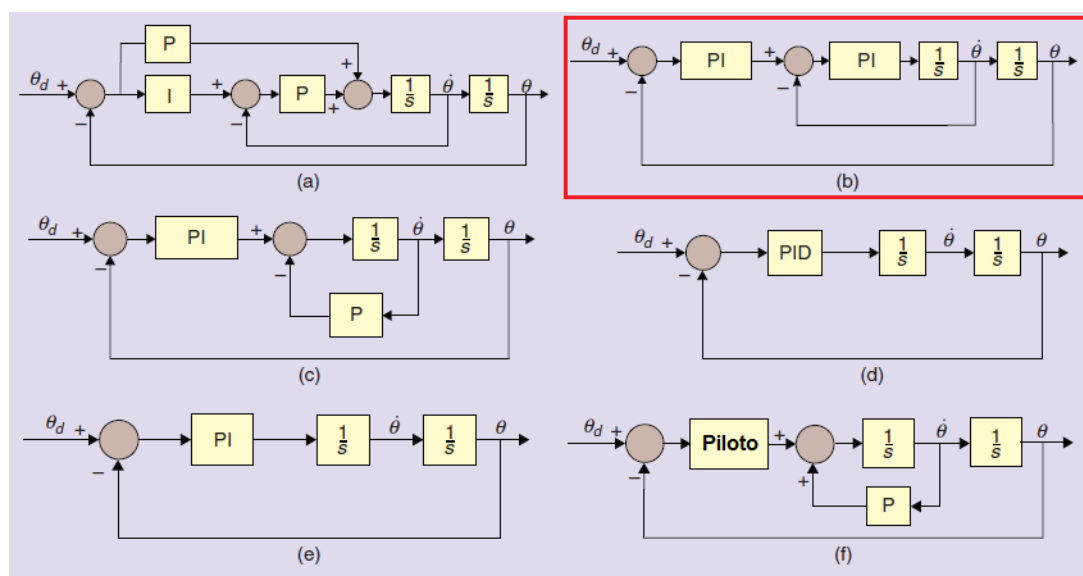 P
θd + I + P + + 1/s θ̇ 1/s θ
− −
(a)
θd + PI + PI 1/s θ̇ 1/s θ
− −
(b)
θd + PI + 1/s θ̇ 1/s θ
− −
P
(c)
θd + PID 1/s θ̇ 1/s θ
−
(d)
θd + PI 1/s θ̇ 1/s θ
−
(e)
θd + Piloto + 1/s θ̇ 1/s θ
− +
P
(f)